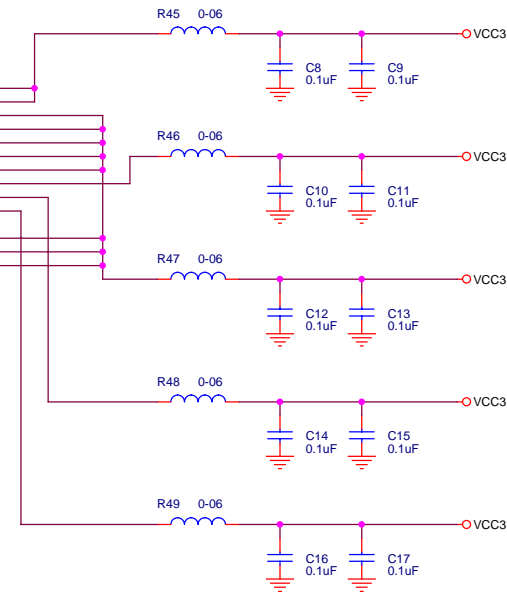 R45 0-06
VCC3
C8 C9
0.1uF 0.1uF
R46 0-06
VCC3
C10 C11
0.1uF 0.1uF
R47 0-06
VCC3
C12 C13
0.1uF 0.1uF
R48 0-06
VCC3
C14 C15
0.1uF 0.1uF
R49 0-06
VCC3
C16 C17
0.1uF 0.1uF